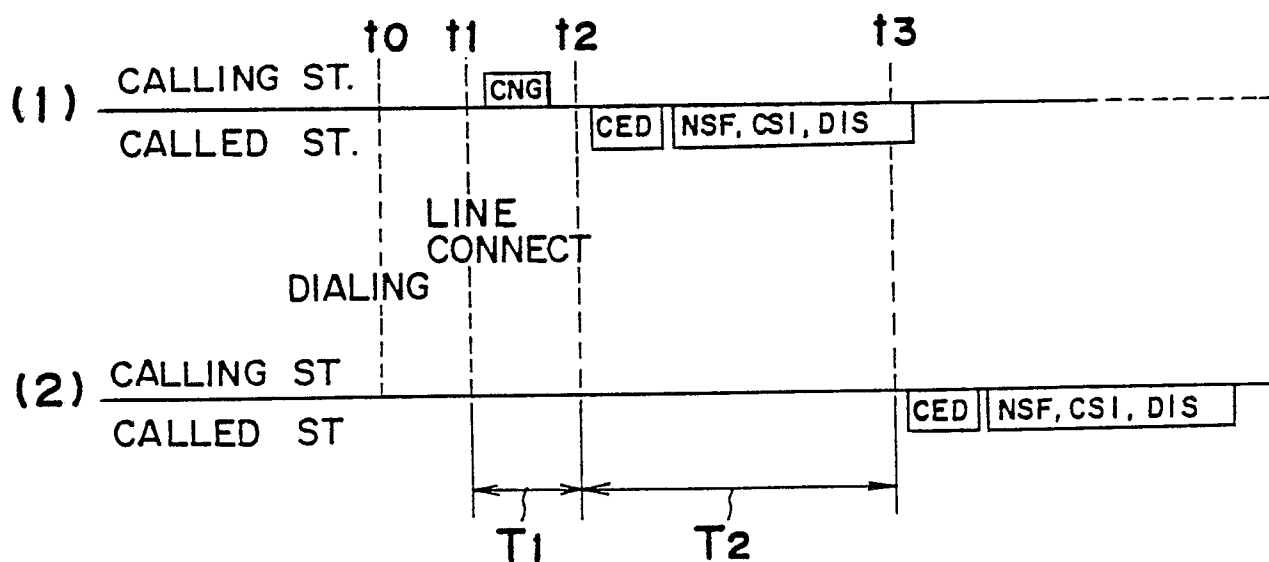 t0 t1 t2 t3
(1) CALLING ST. CNG
CALLED ST. CED NSF, CSI, DIS
LINE
CONNECT
DIALING
(2) CALLING ST
CALLED ST CED NSF, CSI, DIS
T1 T2